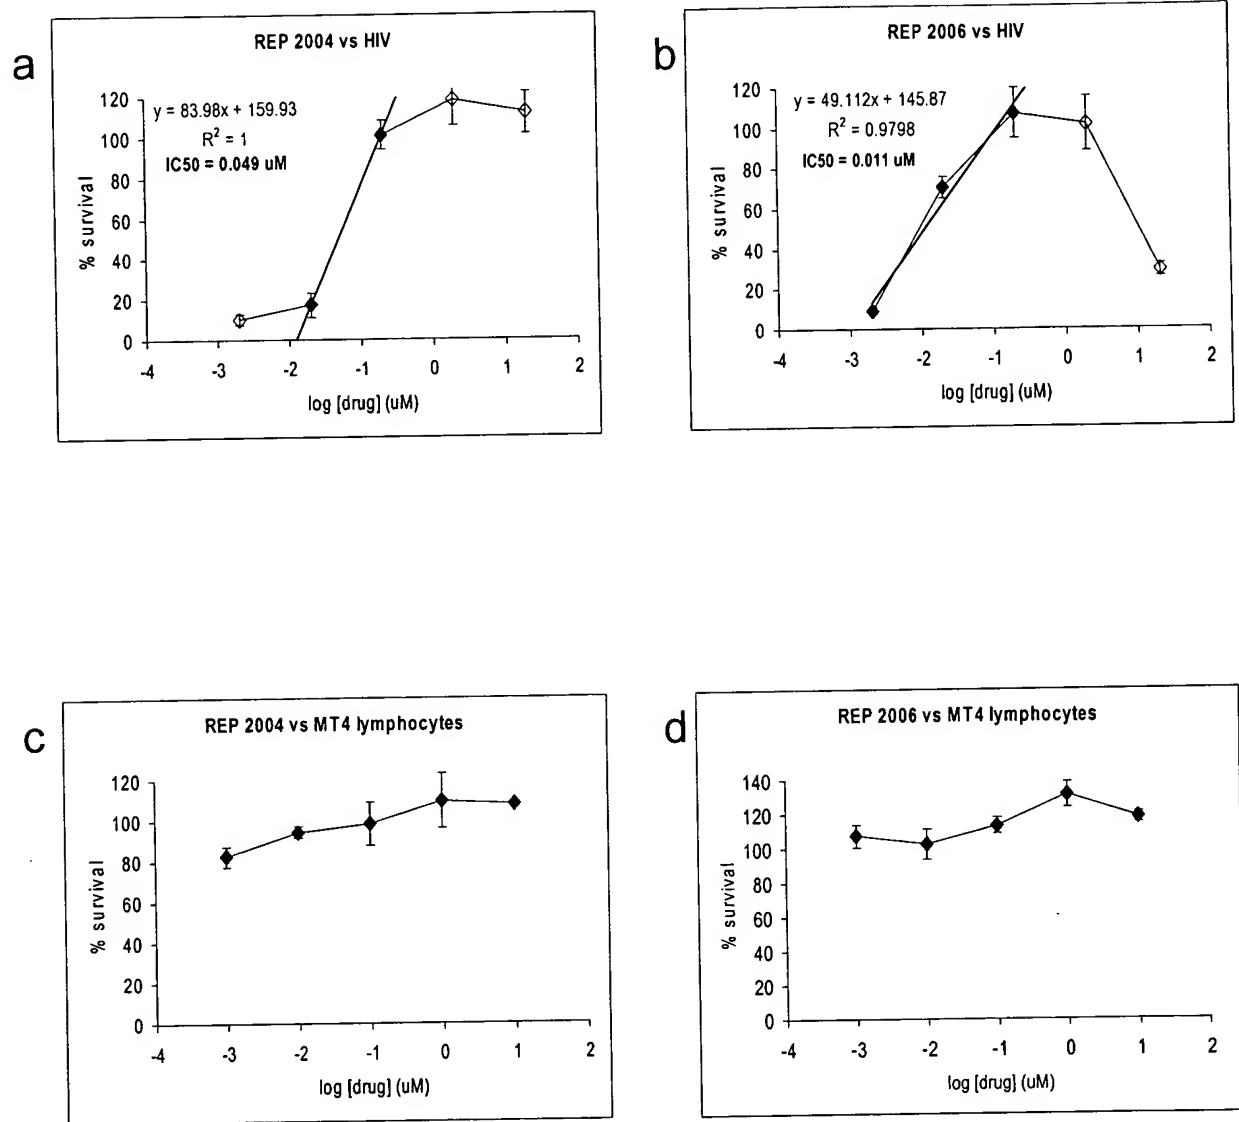 a
REP 2004 vs HIV
y = 83.98x + 159.93
R² = 1
IC50 = 0.049 uM
% survival
120
100
80
60
40
20
0
-4 -3 -2 -1 0 1 2
log [drug] (uM)
b
REP 2006 vs HIV
y = 49.112x + 145.87
R² = 0.9798
IC50 = 0.011 uM
% survival
120
100
80
60
40
20
0
-4 -3 -2 -1 0 1 2
log [drug] (uM)
c
REP 2004 vs MT4 lymphocytes
% survival
120
100
80
60
40
20
0
-4 -3 -2 -1 0 1 2
log [drug] (uM)
d
REP 2006 vs MT4 lymphocytes
% survival
140
120
100
80
60
40
20
0
-4 -3 -2 -1 0 1 2
log [drug] (uM)